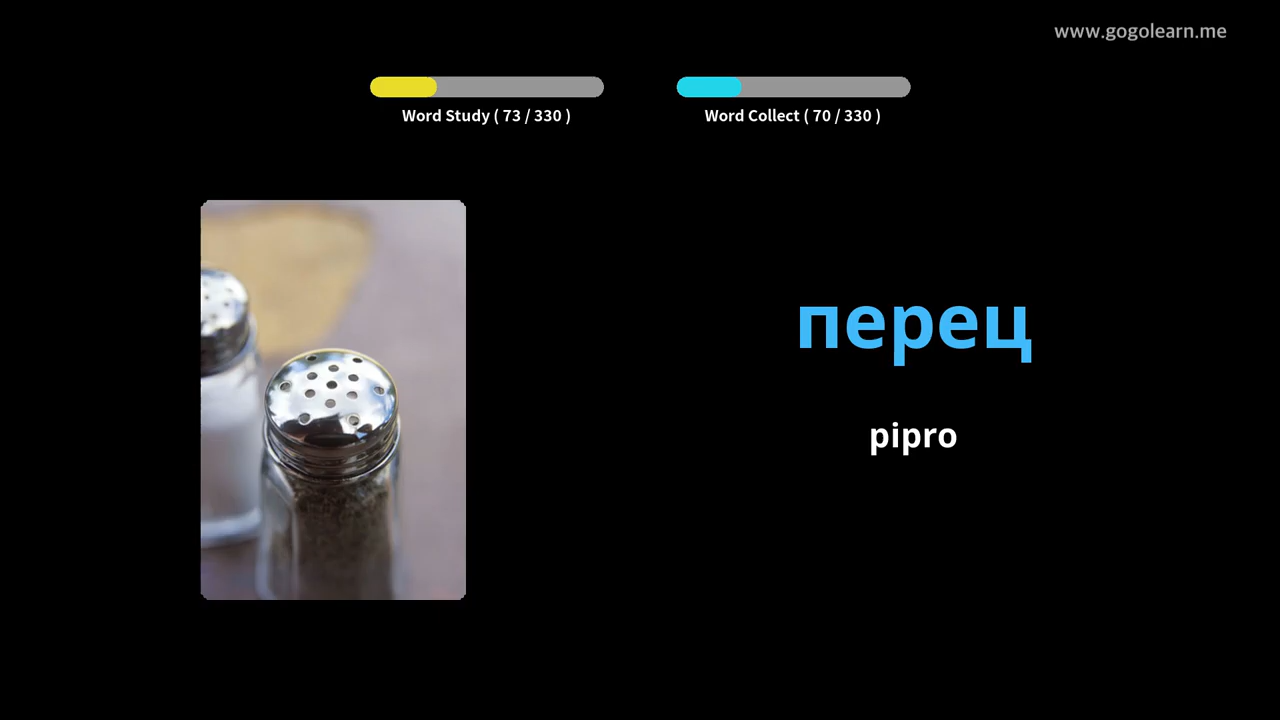 www.gogolearn.me
Word Study ( 73 / 330 )
Word Collect ( 70 / 330 )
перец
pipro